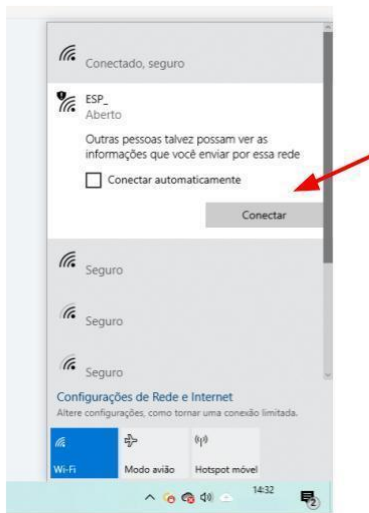 Conectado, seguro
ESP_
Aberto
Outras pessoas talvez possam ver as
informações que você enviar por essa rede
Conectar automaticamente
Conectar
Seguro
Seguro
Seguro
Configurações de Rede e Internet
Altere configurações, como tornar uma conexão limitada.
Wi-Fi
Modo avião
Hotspot móvel
14:32
2